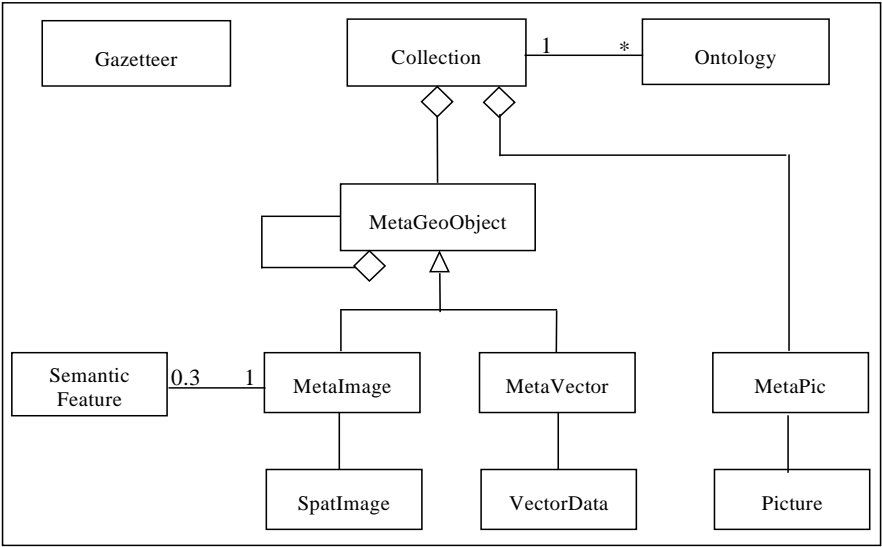 Gazetteer
Collection
1
*
Ontology
MetaGeoObject
Semantic
Feature
0.3
1
MetaImage
MetaVector
MetaPic
SpatImage
VectorData
Picture